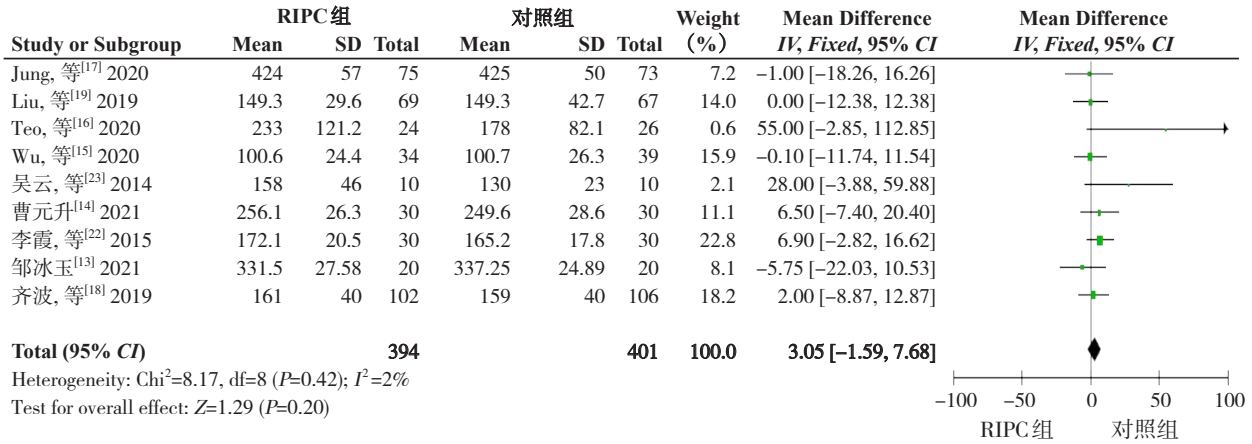 RIPC组 对照组 Weight Mean Difference Mean Difference
Study or Subgroup Mean SD Total Mean SD Total (%) IV, Fixed, 95% CI IV, Fixed, 95% CI
Jung, 等[17] 2020 424 57 75 425 50 73 7.2 −1.00 [−18.26, 16.26]
Liu, 等[19] 2019 149.3 29.6 69 149.3 42.7 67 14.0 0.00 [−12.38, 12.38]
Teo, 等[16] 2020 233 121.2 24 178 82.1 26 0.6 55.00 [−2.85, 112.85]
Wu, 等[15] 2020 100.6 24.4 34 100.7 26.3 39 15.9 −0.10 [−11.74, 11.54]
吴云, 等[23] 2014 158 46 10 130 23 10 2.1 28.00 [−3.88, 59.88]
曹元升[14] 2021 256.1 26.3 30 249.6 28.6 30 11.1 6.50 [−7.40, 20.40]
李霞, 等[22] 2015 172.1 20.5 30 165.2 17.8 30 22.8 6.90 [−2.82, 16.62]
邹冰玉[13] 2021 331.5 27.58 20 337.25 24.89 20 8.1 −5.75 [−22.03, 10.53]
齐波, 等[18] 2019 161 40 102 159 40 106 18.2 2.00 [−8.87, 12.87]
Total (95% CI) 394 401 100.0 3.05 [−1.59, 7.68]
Heterogeneity: Chi²=8.17, df=8 (P=0.42); I²=2%
Test for overall effect: Z=1.29 (P=0.20)
−100 −50 0 50 100
RIPC组 对照组